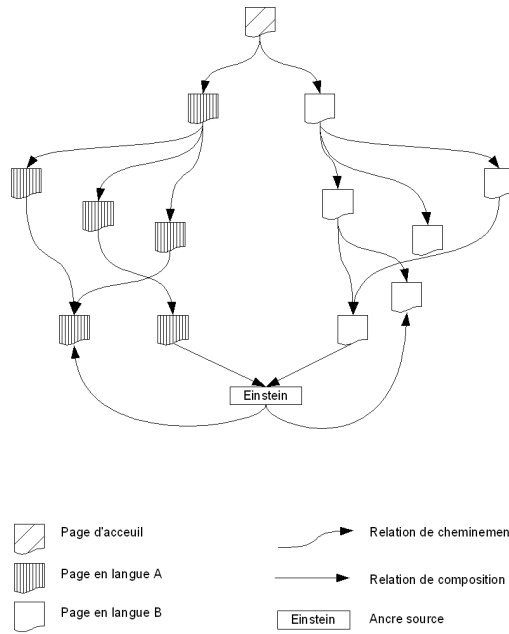 Einstein
Page d'acceuil
Relation de cheminemen
Page en langue A
Relation de composition
Page en langue B
Einstein
Ancre source